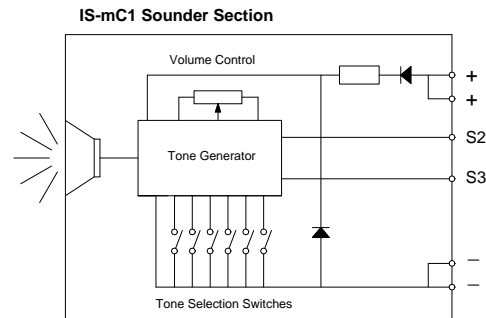 IS-mC1 Sounder Section
Volume Control
+
+
S2
Tone Generator
S3
Tone Selection Switches
−
−